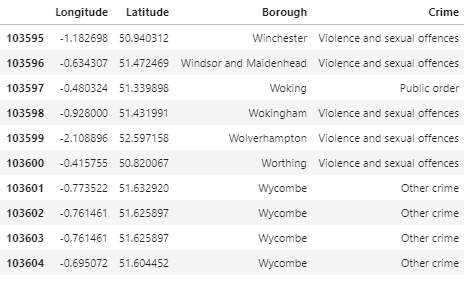 Longitude Latitude Borough Crime
103595 -1.182698 50.940312 Winchester Violence and sexual offences
103596 -0.634307 51.472469 Windsor and Maidenhead Violence and sexual offences
103597 -0.480324 51.339898 Woking Public order
103598 -0.928000 51.431991 Wokingham Violence and sexual offences
103599 -2.108896 52.597158 Wolverhampton Violence and sexual offences
103600 -0.415755 50.820067 Worthing Violence and sexual offences
103601 -0.773522 51.632920 Wycombe Other crime
103602 -0.761461 51.625897 Wycombe Other crime
103603 -0.761461 51.625897 Wycombe Other crime
103604 -0.695072 51.604452 Wycombe Other crime